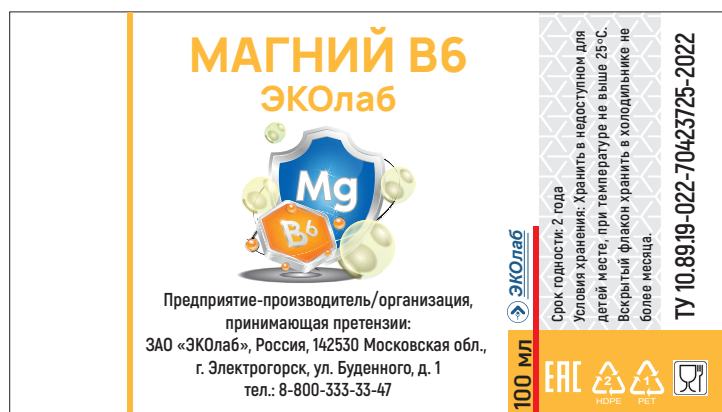 МАГНИЙ В6
ЭКОлаб
Mg
B6
Предприятие-производитель/организация,
принимающая претензии:
ЗАО «ЭКОлаб», Россия, 142530 Московская обл.,
г. Электрогорск, ул. Буденного, д. 1
тел.: 8-800-333-33-47
ЭКОлаб
100 мл
Срок годности: 2 года
Условия хранения: Хранить в недоступном для
детей месте, при температуре не выше 25°С.
Вскрытый флакон хранить в холодильнике не
более месяца.
ТУ 10.89.19-022-70423725-2022
EAC
2
HDPE
1
PET